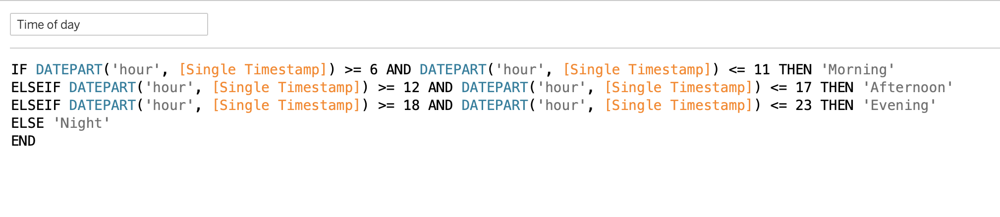 Time of day
IF DATEPART('hour', [Single Timestamp]) >= 6 AND DATEPART('hour', [Single Timestamp]) <= 11 THEN 'Morning'
ELSEIF DATEPART('hour', [Single Timestamp]) >= 12 AND DATEPART('hour', [Single Timestamp]) <= 17 THEN 'Afternoon'
ELSEIF DATEPART('hour', [Single Timestamp]) >= 18 AND DATEPART('hour', [Single Timestamp]) <= 23 THEN 'Evening'
ELSE 'Night'
END